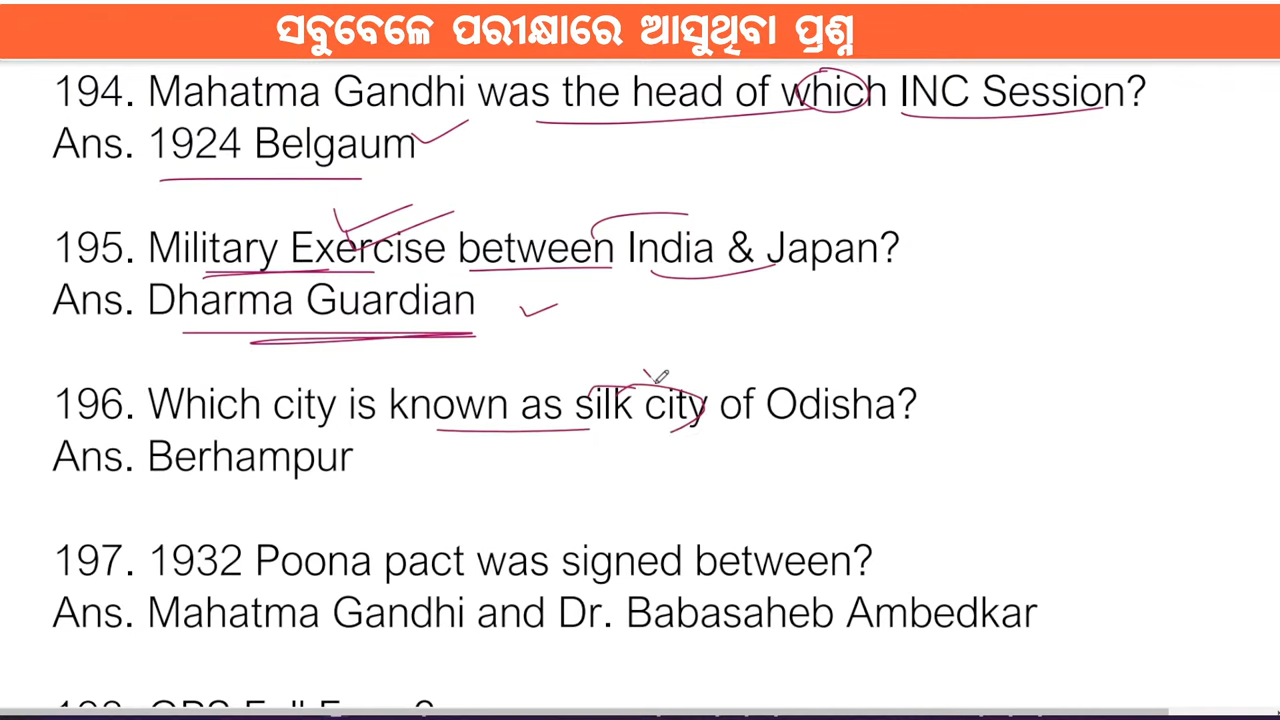 ସବୁବେଳେ ପରୀକ୍ଷାରେ ଆସୁଥିବା ପ୍ରଶ୍ନ
194. Mahatma Gandhi was the head of which INC Session?
Ans. 1924 Belgaum
195. Military Exercise between India & Japan?
Ans. Dharma Guardian
196. Which city is known as silk city of Odisha?
Ans. Berhampur
197. 1932 Poona pact was signed between?
Ans. Mahatma Gandhi and Dr. Babasaheb Ambedkar